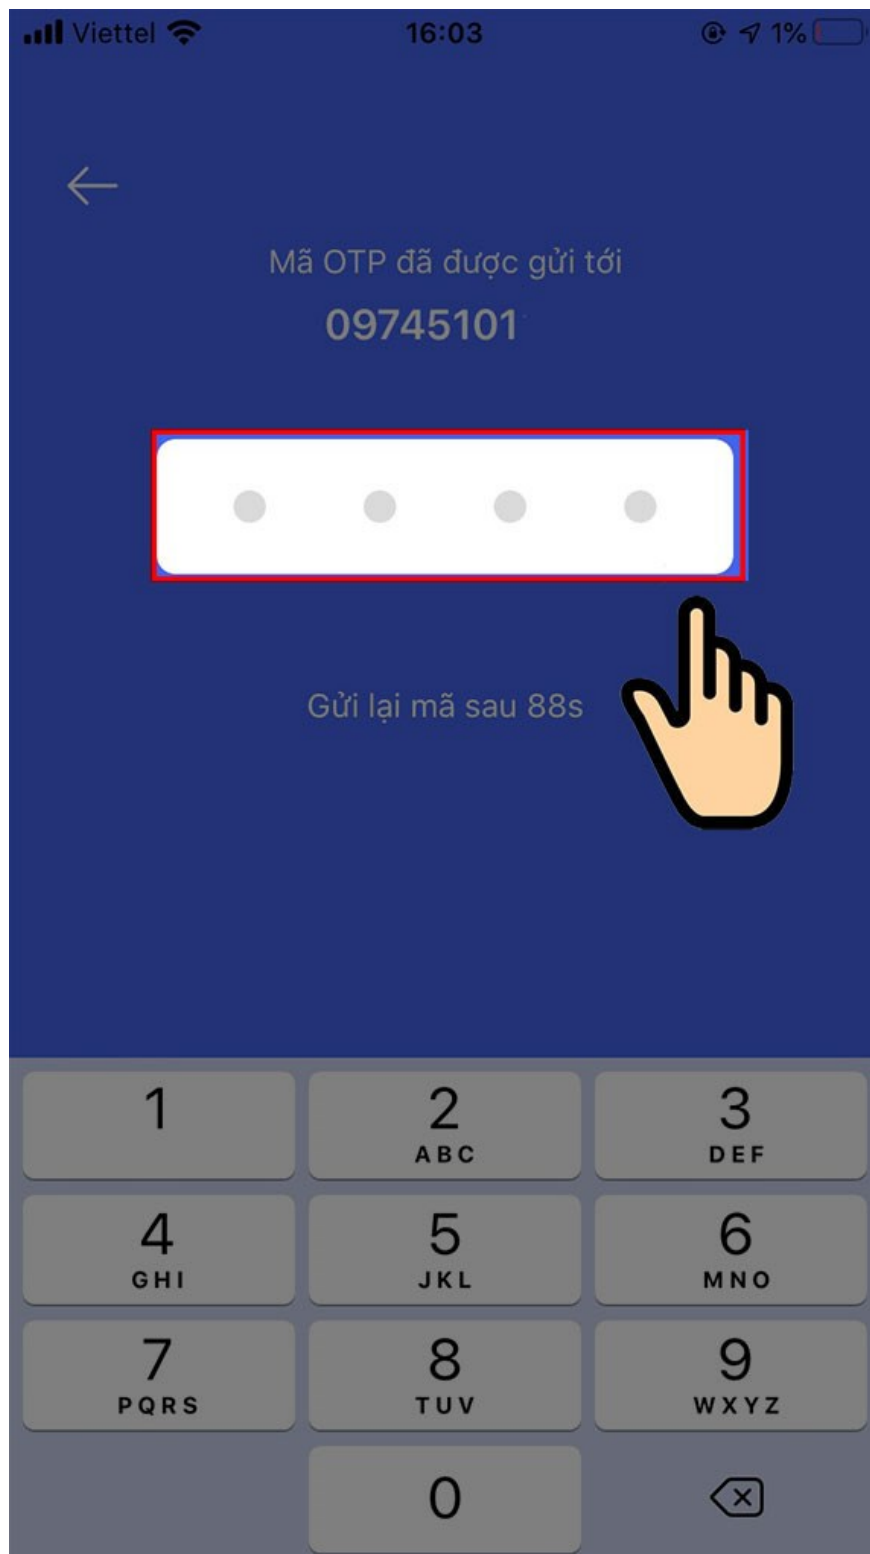 Viettel 16:03 1%
Mã OTP đã được gửi tới
09745101
Gửi lại mã sau 88s
1 2 3
ABC DEF
4 5 6
GHI JKL MNO
7 8 9
PQRS TUV WXYZ
0